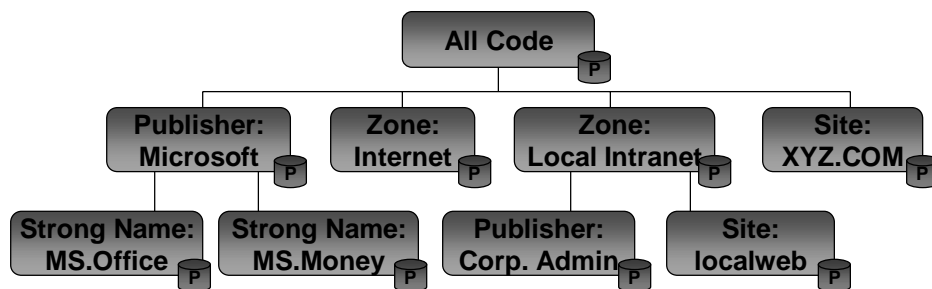 All Code
P
Publisher:
Microsoft
P
Zone:
Internet
P
Zone:
Local Intranet
P
Site:
XYZ.COM
P
Strong Name:
MS.Office
P
Strong Name:
MS.Money
P
Publisher:
Corp. Admin
P
Site:
localweb
P